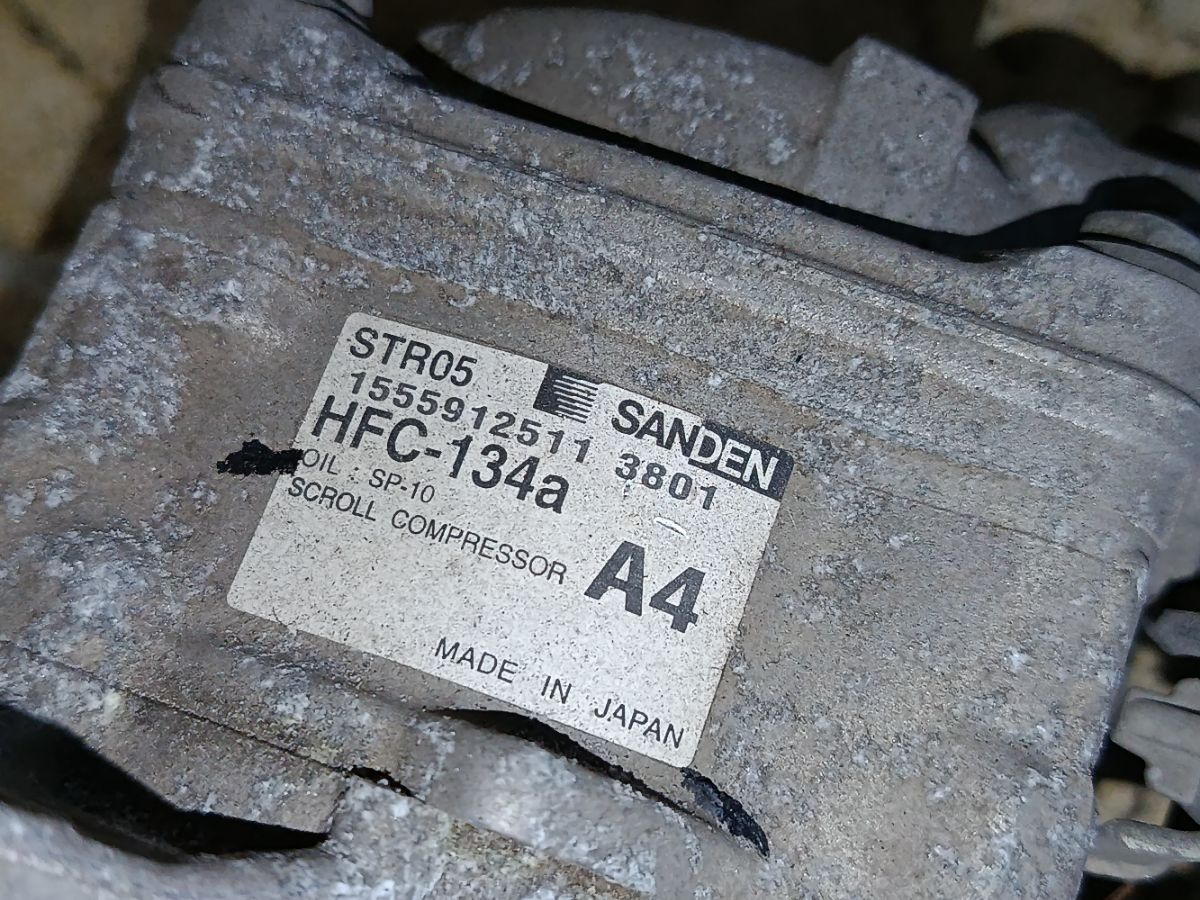 STR05
SANDEN
1555912511 3801
HFC-134a
OIL : SP-10
SCROLL COMPRESSOR
A4
MADE IN JAPAN